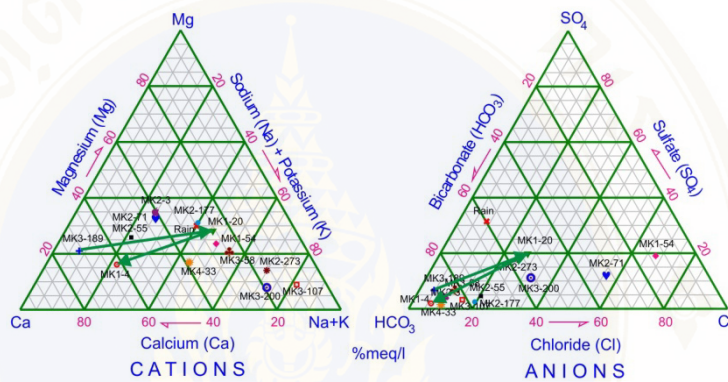 Mg
SO4
80
20
80
20
Magnesium (Mg)
Sodium (Na) + Potassium (K)
Bicarbonate (HCO3)
Sulfate (SO4)
60
40
60
40
40
60
40
60
20
80
20
80
MK2-3
MK2-71
MK2-177
MK2-55
Rain
MK1-20
MK3-189
MK1-54
MK3-58
MK1-4
MK4-33
MK2-273
MK3-200
MK3-107
Rain
MK1-20
MK1-54
MK2-273
MK2-71
MK3-189
MK2-55
MK3-200
MK1-4
MK2-177
MK4-33
Ca
80
60
40
20
Na+K
HCO3
20
40
60
80
Calcium (Ca)
%meq/l
Chloride (Cl)
CATIONS
ANIONS